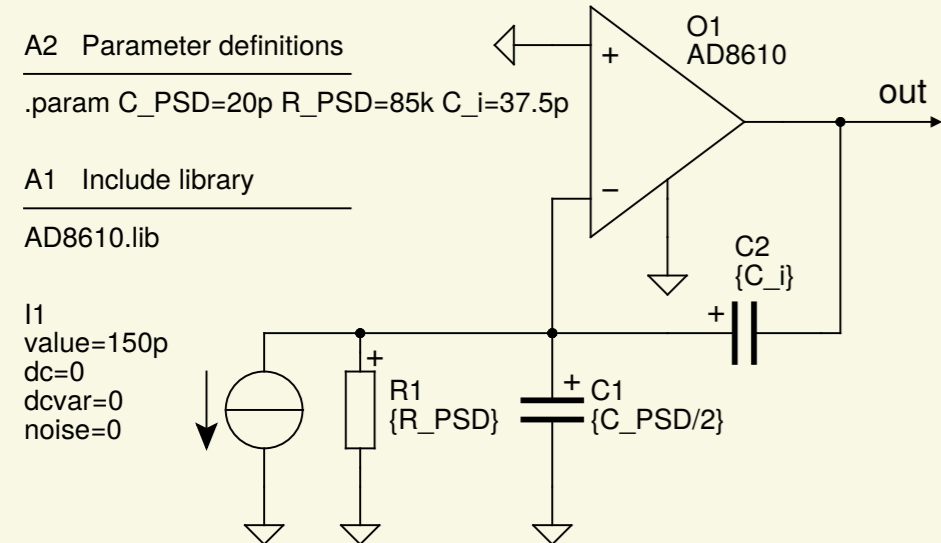 A2 Parameter definitions
.param C_PSD=20p R_PSD=85k C_i=37.5p
A1 Include library
AD8610.lib
I1
value=150p
dc=0
dcvar=0
noise=0
+
R1
{R_PSD}
+
C1
{C_PSD/2}
+
C2
{C_i}
+
−
O1
AD8610
out